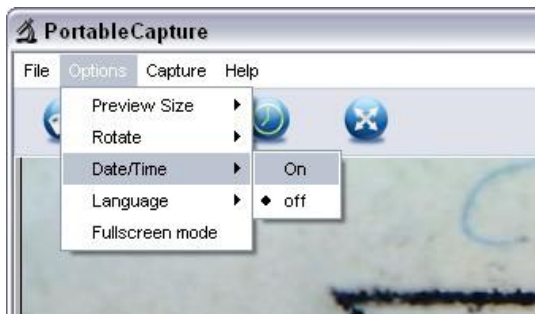 PortableCapture
File Options Capture Help
Preview Size
Rotate
Date/Time
On
Language
off
Fullscreen mode